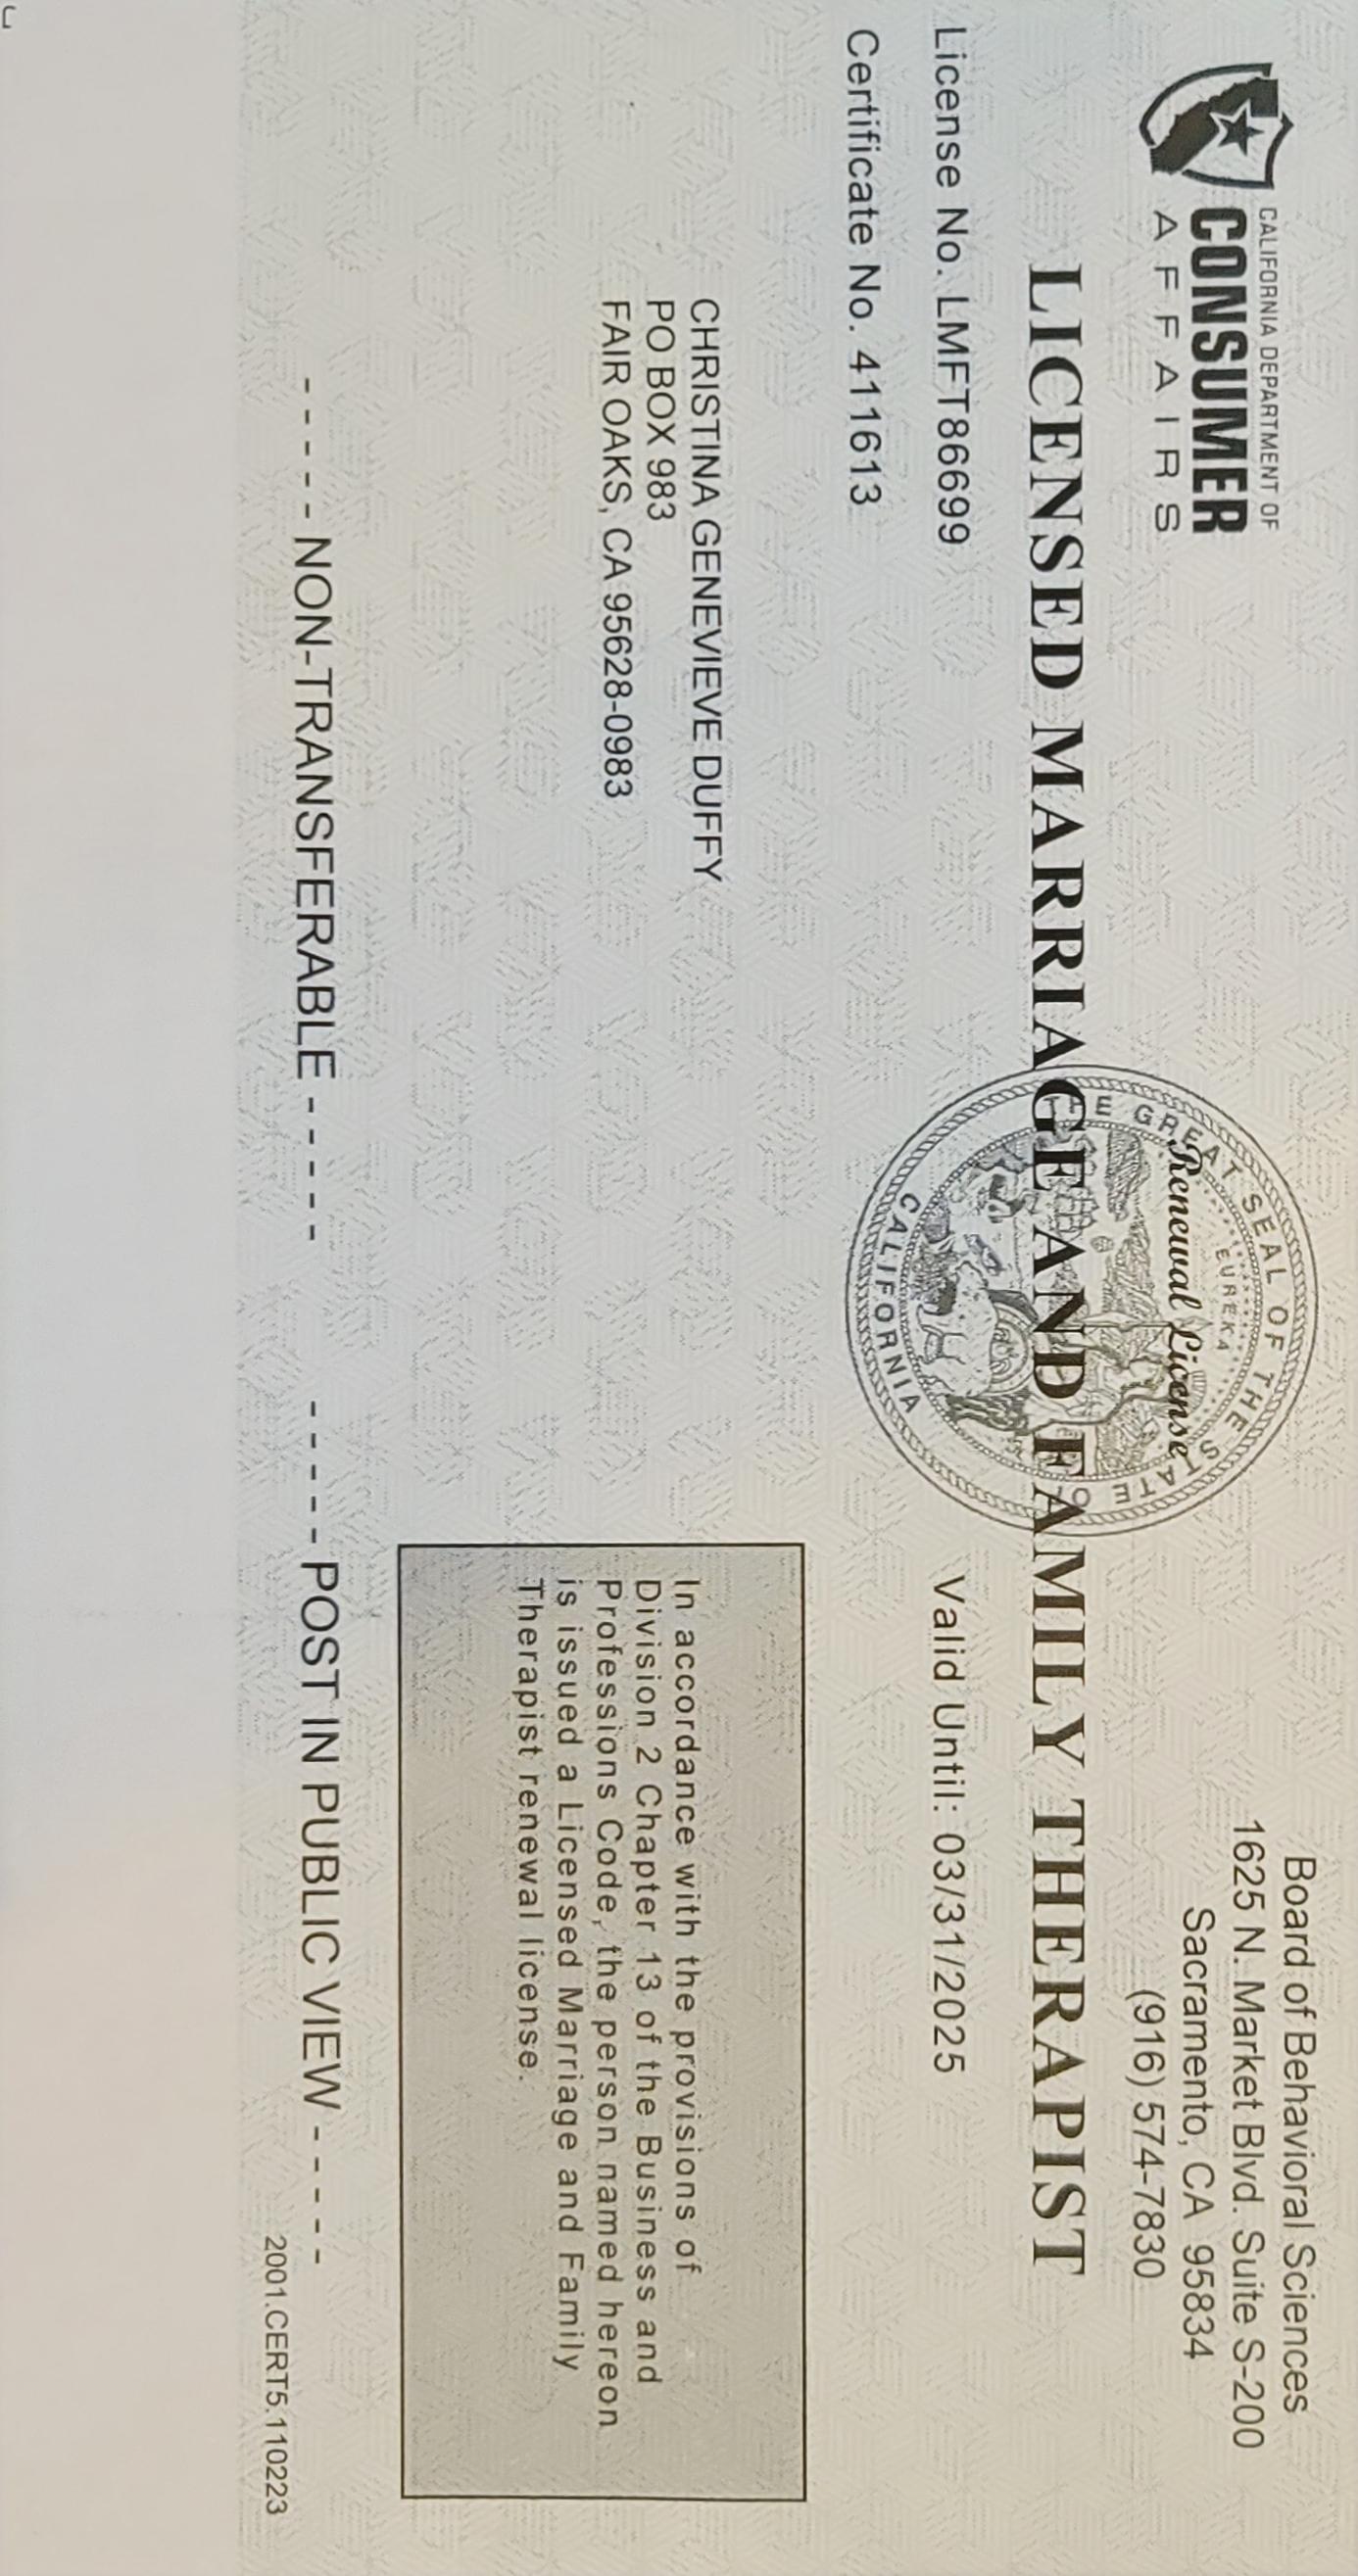 CALIFORNIA DEPARTMENT OF
CONSUMER
AFFAIRS
Board of Behavioral Sciences
1625 N. Market Blvd. Suite S-200
Sacramento, CA 95834
(916) 574-7830
THE GREAT SEAL OF THE STATE OF
EUREKA
CALIFORNIA
Renewal License
LICENSED MARRIAGE AND FAMILY THERAPIST
License No. LMFT86699
Valid Until: 03/31/2025
Certificate No. 411613
CHRISTINA GENEVIEVE DUFFY
PO BOX 983
FAIR OAKS, CA 95628-0983
In accordance with the provisions of
Division 2 Chapter 13 of the Business and
Professions Code, the person named hereon
is issued a Licensed Marriage and Family
Therapist renewal license.
- - - - - NON-TRANSFERABLE - - - - -
- - - - - POST IN PUBLIC VIEW - - - - -
2001.CERT5.110223